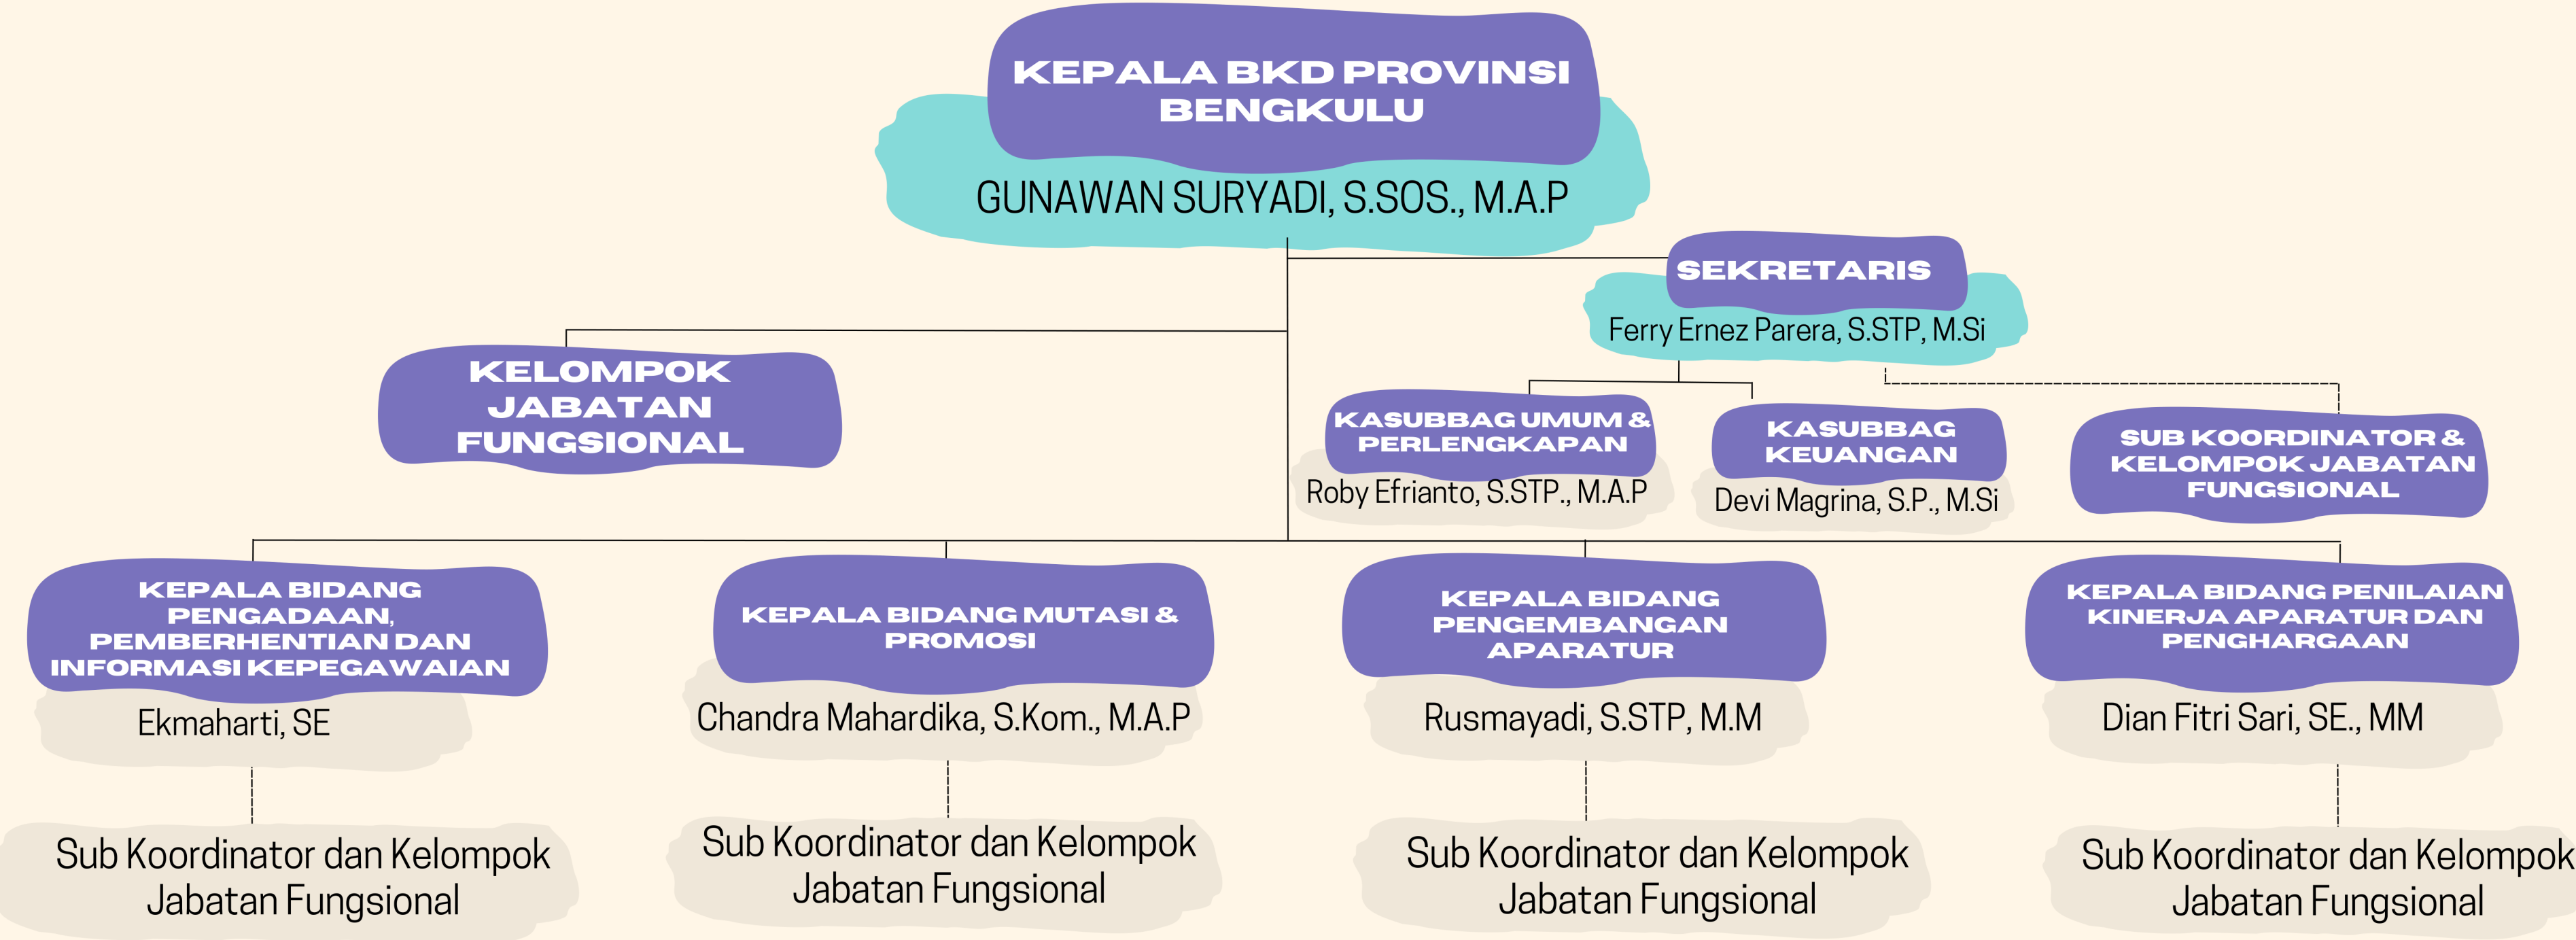 KEPALA BKD PROVINSI
BENGKULU
GUNAWAN SURYADI, S.SOS., M.A.P
SEKRETARIS
Ferry Ernez Parera, S.STP, M.Si
KELOMPOK
JABATAN
FUNGSIONAL
KASUBBAG UMUM &
PERLENGKAPAN
Roby Efrianto, S.STP., M.A.P
KASUBBAG
KEUANGAN
Devi Magrina, S.P., M.Si
SUB KOORDINATOR &
KELOMPOK JABATAN
FUNGSIONAL
KEPALA BIDANG
PENGADAAN,
PEMBERHENTIAN DAN
INFORMASI KEPEGAWAIAN
Ekmaharti, SE
Sub Koordinator dan Kelompok
Jabatan Fungsional
KEPALA BIDANG MUTASI &
PROMOSI
Chandra Mahardika, S.Kom., M.A.P
Sub Koordinator dan Kelompok
Jabatan Fungsional
KEPALA BIDANG
PENGEMBANGAN
APARATUR
Rusmayadi, S.STP, M.M
Sub Koordinator dan Kelompok
Jabatan Fungsional
KEPALA BIDANG PENILAIAN
KINERJA APARATUR DAN
PENGHARGAAN
Dian Fitri Sari, SE., MM
Sub Koordinator dan Kelompok
Jabatan Fungsional